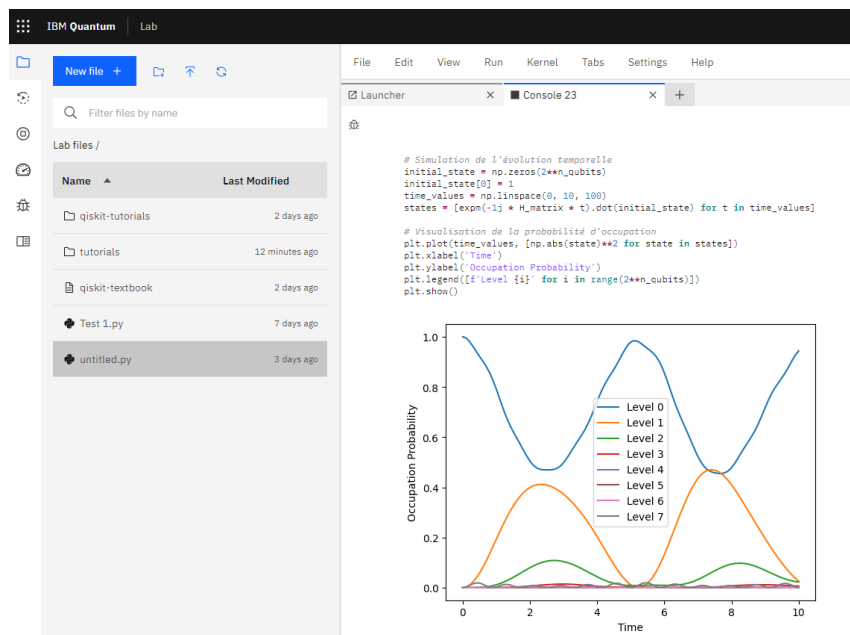 IBM Quantum Lab
New file +
Filter files by name
Lab files /
Name Last Modified
qiskit-tutorials 2 days ago
tutorials 12 minutes ago
qiskit-textbook 2 days ago
Test 1.py 7 days ago
untitled.py 3 days ago
File Edit View Run Kernel Tabs Settings Help
Launcher Console 23
# Simulation de l'évolution temporelle
initial_state = np.zeros(2**n_qubits)
initial_state[0] = 1
time_values = np.linspace(0, 10, 100)
states = [expm(-1j * H_matrix * t).dot(initial_state) for t in time_values]
# Visualisation de la probabilité d'occupation
plt.plot(time_values, [np.abs(state)**2 for state in states])
plt.xlabel('Time')
plt.ylabel('Occupation Probability')
plt.legend([f'Level {i}' for i in range(2**n_qubits)])
plt.show()
1.0
0.8
0.6
0.4
0.2
0.0
Occupation Probability
Level 0
Level 1
Level 2
Level 3
Level 4
Level 5
Level 6
Level 7
0 2 4 6 8 10
Time